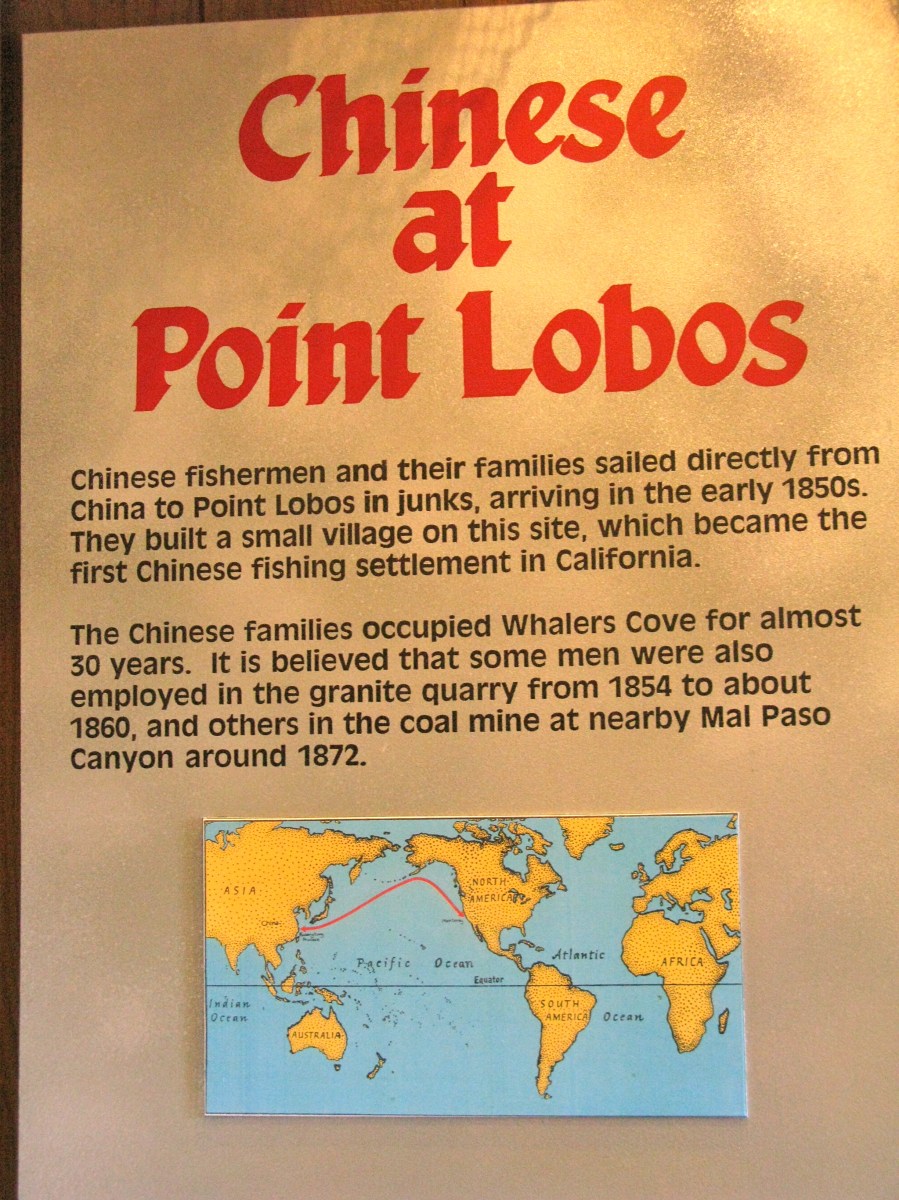 Chinese
at
Point Lobos
Chinese fishermen and their families sailed directly from
China to Point Lobos in junks, arriving in the early 1850s.
They built a small village on this site, which became the
first Chinese fishing settlement in California.
The Chinese families occupied Whalers Cove for almost
30 years. It is believed that some men were also
employed in the granite quarry from 1854 to about
1860, and others in the coal mine at nearby Mal Paso
Canyon around 1872.
ASIA
China
NORTH
AMERICA
Pacific Ocean
Atlantic
AFRICA
Equator
Indian
Ocean
SOUTH
AMERICA
Ocean
AUSTRALIA